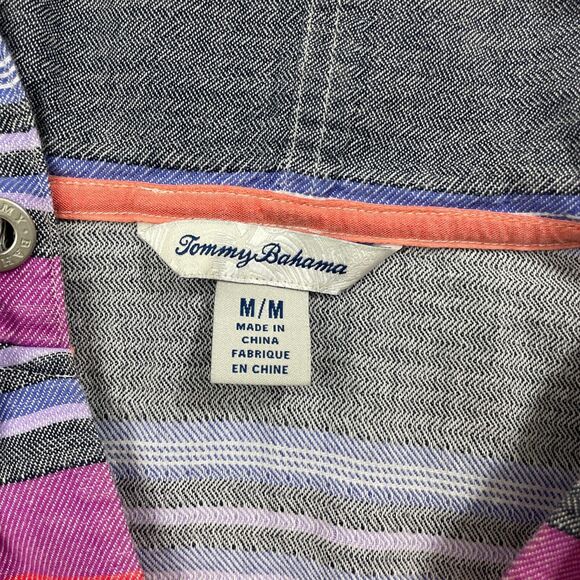 Tommy Bahama
M/M
MADE IN
CHINA
FABRIQUE
EN CHINE